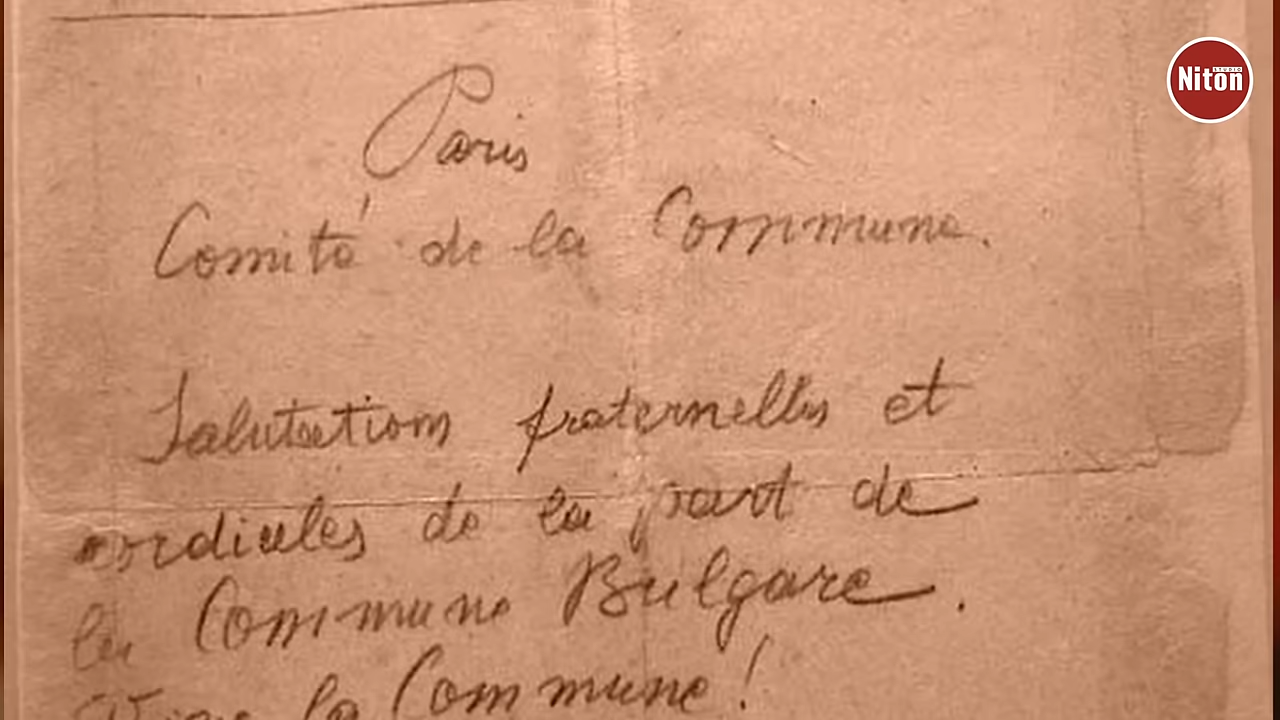 STUDIO
Niton
Paris
Comité de la Commune.
Salutations fraternelles et
cordiales de la part de
la Commune Bulgare.
Vive la Commune!